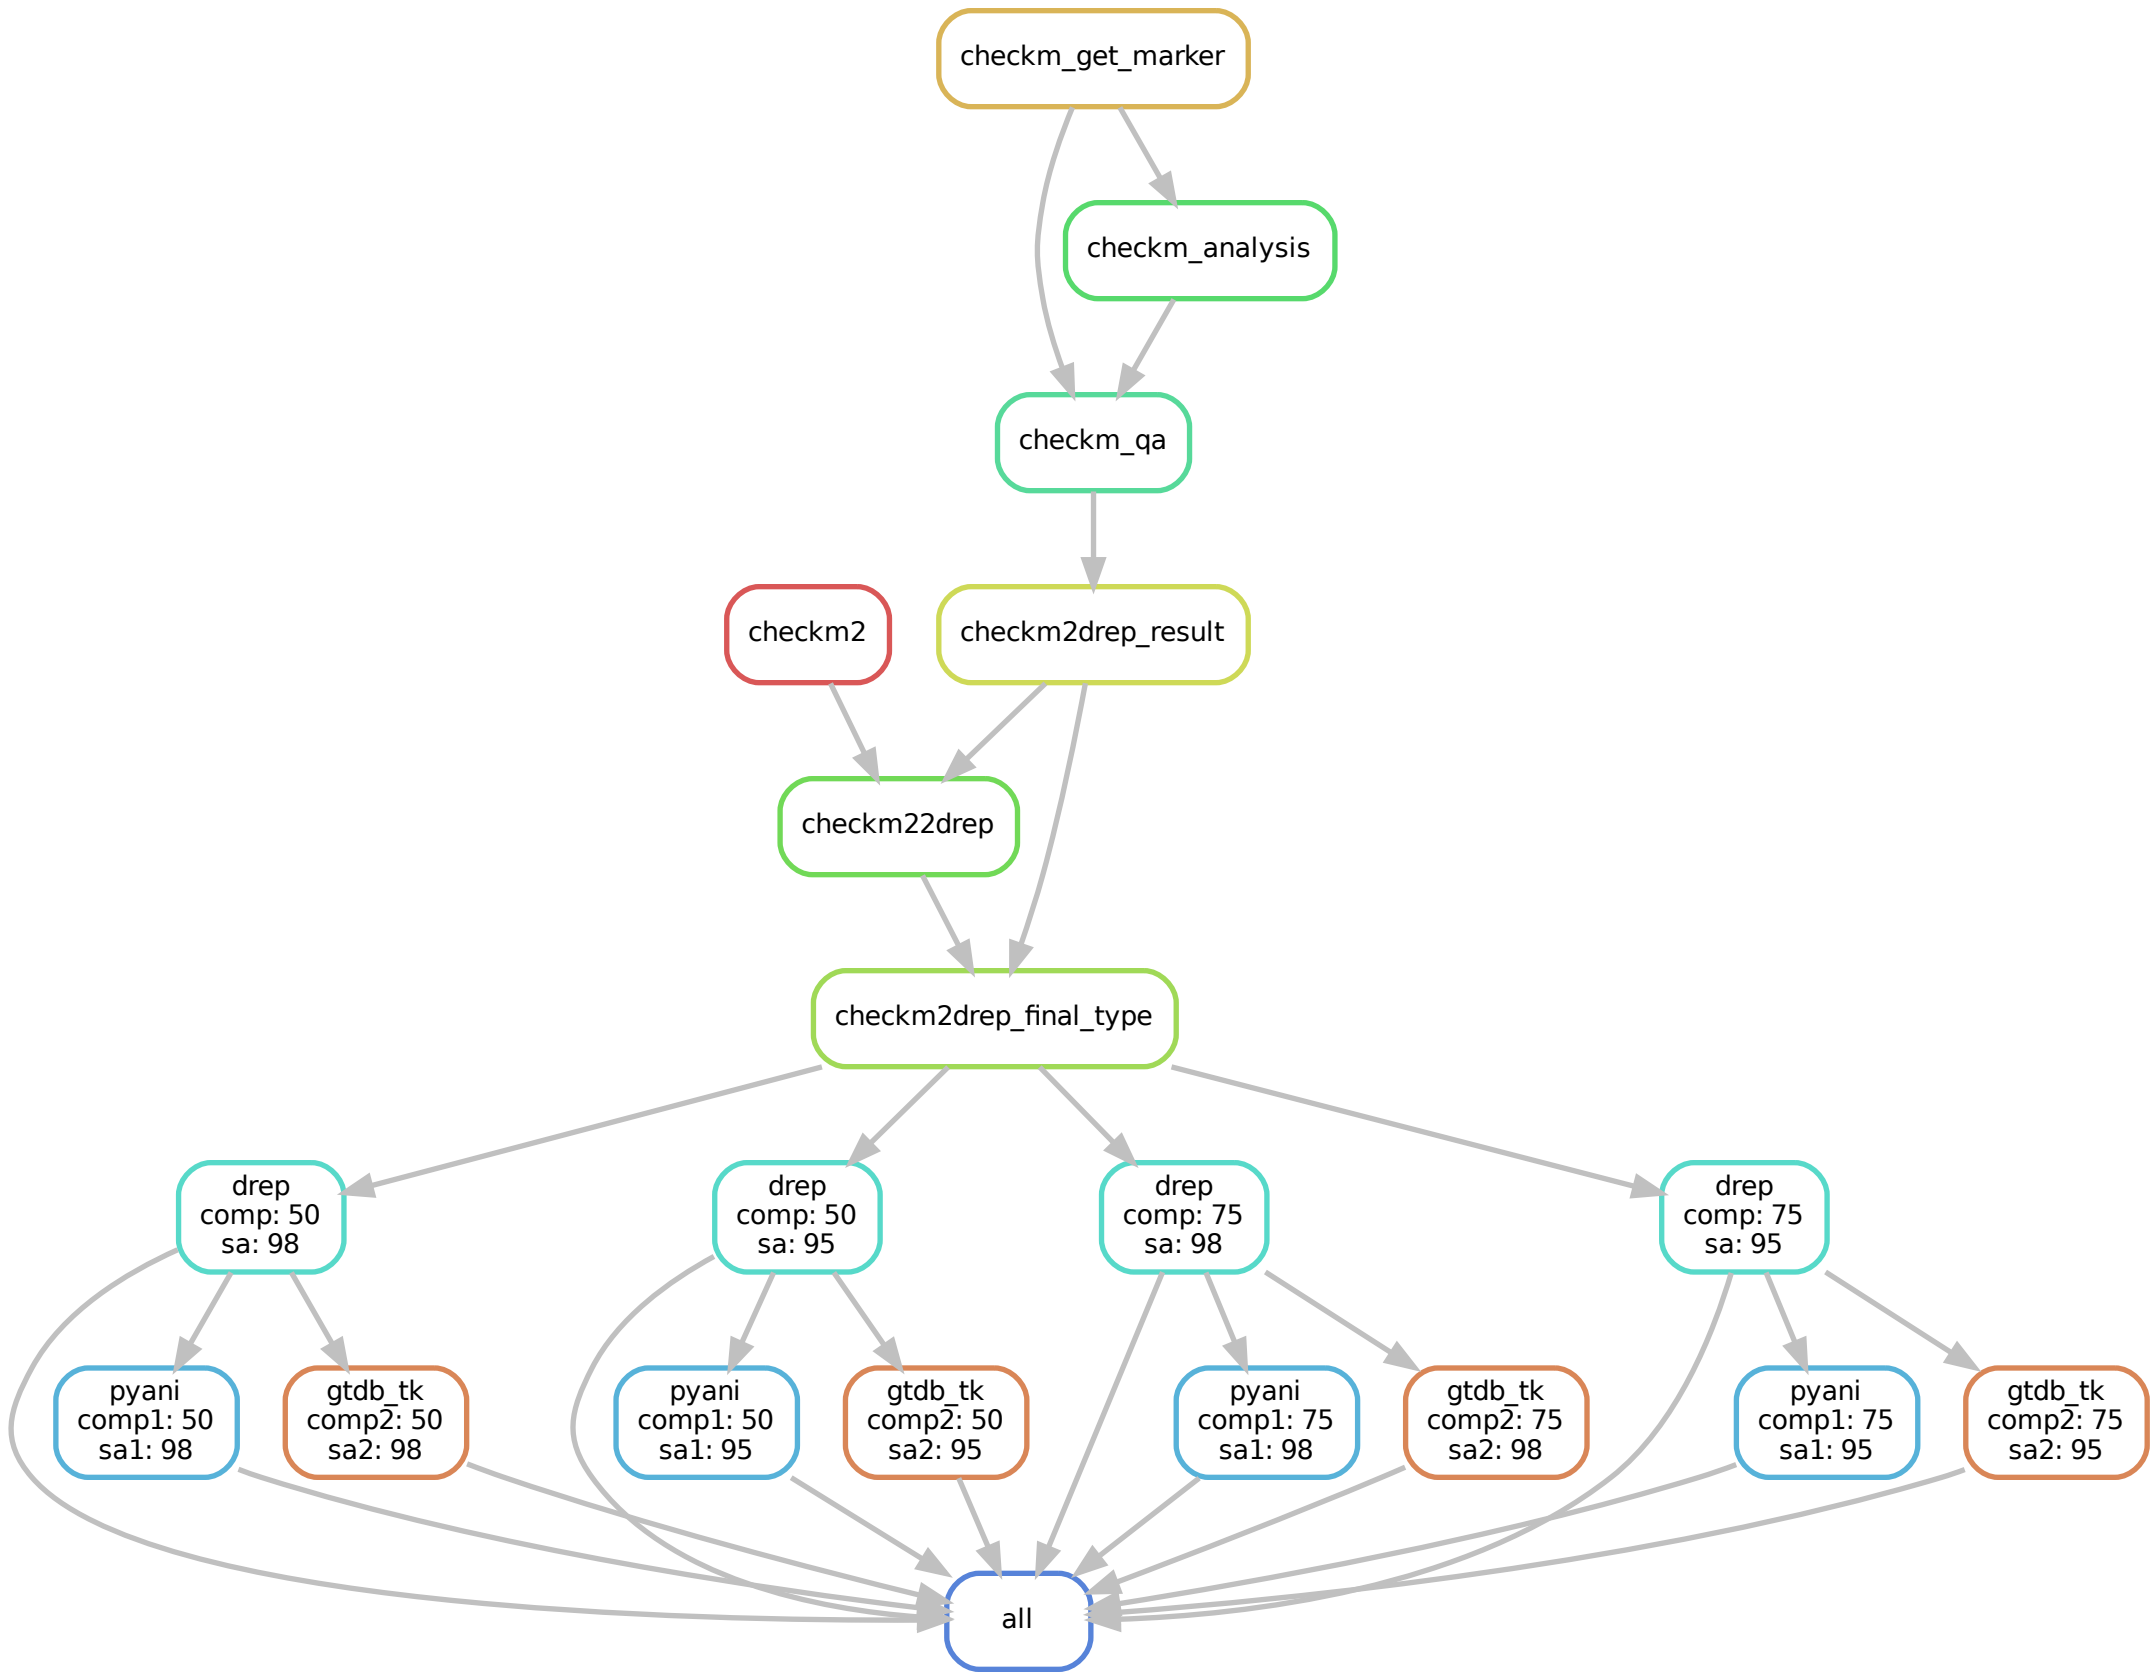 checkm_get_marker
checkm_analysis
checkm_qa
checkm2
checkm2drep_result
checkm22drep
checkm2drep_final_type
drep
comp: 50
sa: 98
drep
comp: 50
sa: 95
drep
comp: 75
sa: 98
drep
comp: 75
sa: 95
pyani
comp1: 50
sa1: 98
gtdb_tk
comp2: 50
sa2: 98
pyani
comp1: 50
sa1: 95
gtdb_tk
comp2: 50
sa2: 95
pyani
comp1: 75
sa1: 98
gtdb_tk
comp2: 75
sa2: 98
pyani
comp1: 75
sa1: 95
gtdb_tk
comp2: 75
sa2: 95
all